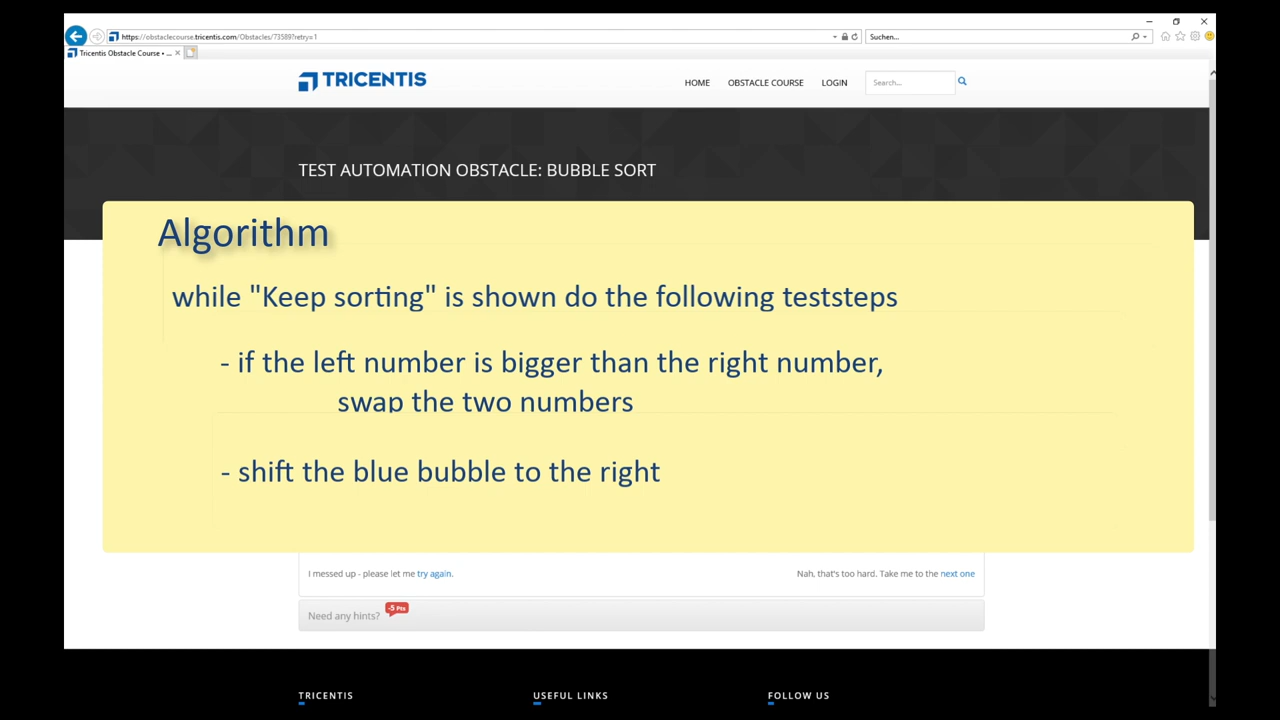 https://obstaclecourse.tricentis.com/Obstacles/73589?retry=1
Suchen...
Tricentis Obstacle Course • ...
TRICENTIS
HOME
OBSTACLE COURSE
LOGIN
Search...
TEST AUTOMATION OBSTACLE: BUBBLE SORT
Algorithm
while "Keep sorting" is shown do the following teststeps
- if the left number is bigger than the right number,
swap the two numbers
- shift the blue bubble to the right
I messed up - please let me try again.
Nah, that's too hard. Take me to the next one
Need any hints?
-5 Pts
TRICENTIS
USEFUL LINKS
FOLLOW US